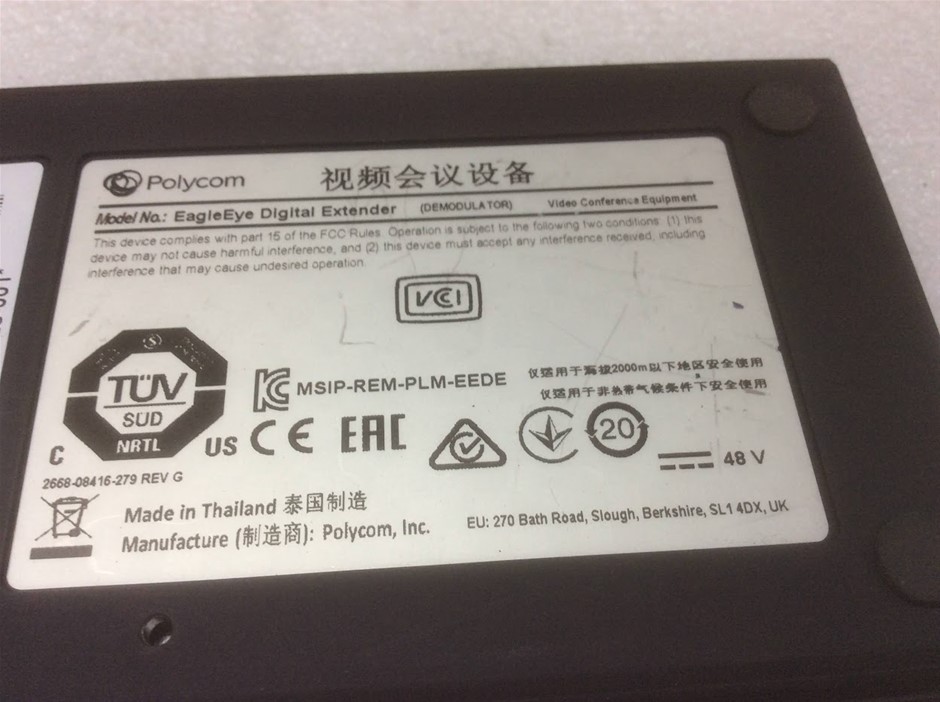 Polycom 视频会议设备
Model No.: EagleEye Digital Extender (DEMODULATOR) Video Conference Equipment
This device complies with part 15 of the FCC Rules. Operation is subject to the following two conditions: (1) this
device may not cause harmful interference, and (2) this device must accept any interference received, including
interference that may cause undesired operation.
VCI
TÜV
SUD
NRTL
C US
MSIP-REM-PLM-EEDE
仅适用于海拔2000m以下地区安全使用
仅适用于非热带气候条件下安全使用
CE EAC
20
48 V
2668-08416-279 REV G
Made in Thailand 泰国制造
Manufacture (制造商): Polycom, Inc.
EU: 270 Bath Road, Slough, Berkshire, SL1 4DX, UK